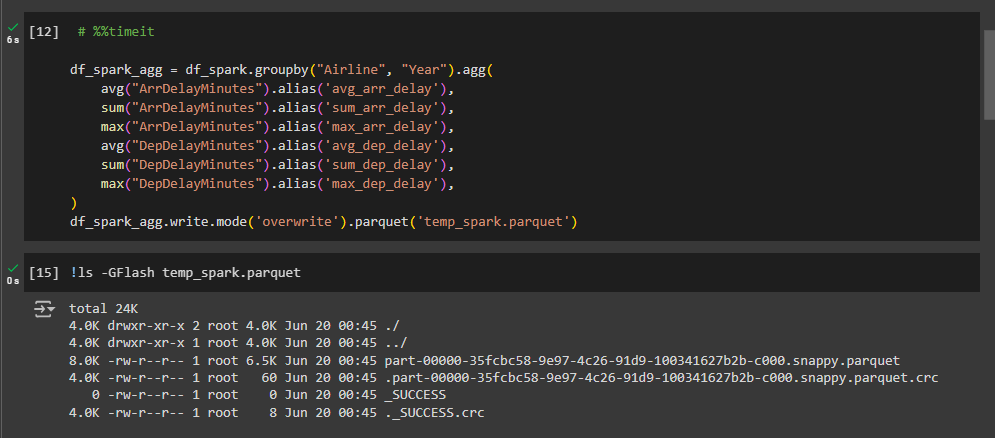 [12] # %%timeit
6s
df_spark_agg = df_spark.groupby("Airline", "Year").agg(
    avg("ArrDelayMinutes").alias('avg_arr_delay'),
    sum("ArrDelayMinutes").alias('sum_arr_delay'),
    max("ArrDelayMinutes").alias('max_arr_delay'),
    avg("DepDelayMinutes").alias('avg_dep_delay'),
    sum("DepDelayMinutes").alias('sum_dep_delay'),
    max("DepDelayMinutes").alias('max_dep_delay'),
)
df_spark_agg.write.mode('overwrite').parquet('temp_spark.parquet')
[15] !ls -GFlash temp_spark.parquet
0s
total 24K
4.0K drwxr-xr-x 2 root 4.0K Jun 20 00:45 ./
4.0K drwxr-xr-x 1 root 4.0K Jun 20 00:45 ../
8.0K -rw-r--r-- 1 root 6.5K Jun 20 00:45 part-00000-35fcbc58-9e97-4c26-91d9-100341627b2b-c000.snappy.parquet
4.0K -rw-r--r-- 1 root   60 Jun 20 00:45 .part-00000-35fcbc58-9e97-4c26-91d9-100341627b2b-c000.snappy.parquet.crc
   0 -rw-r--r-- 1 root    0 Jun 20 00:45 _SUCCESS
4.0K -rw-r--r-- 1 root    8 Jun 20 00:45 ._SUCCESS.crc